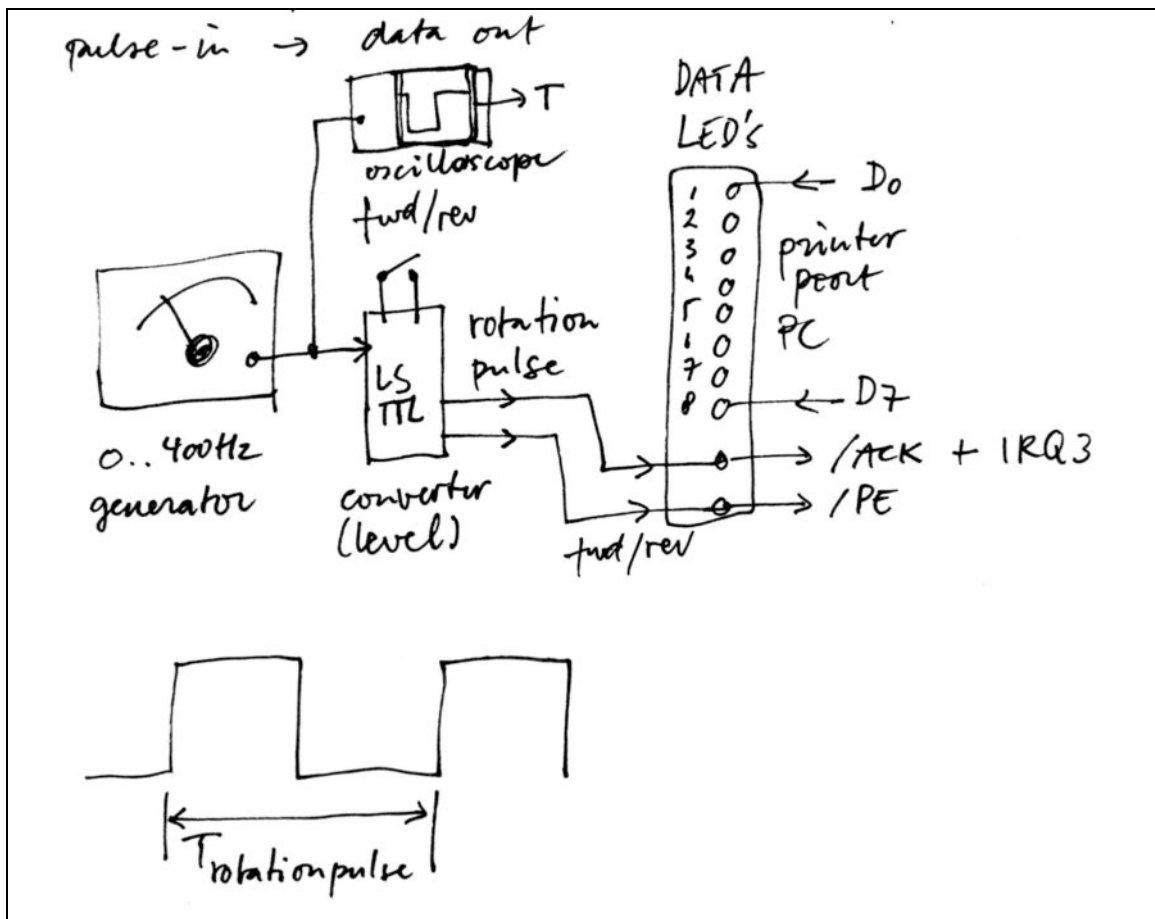 pulse-in → data out
T
oscilloscope
fwd/rev
DATA
LED's
1
2
3
4
5
6
7
8
D0
printer
port
PC
D7
rotation
pulse
LS
TTL
0..400Hz
generator
converter
(level)
fwd/rev
/ACK + IRQ3
/PE
Trotationpulse